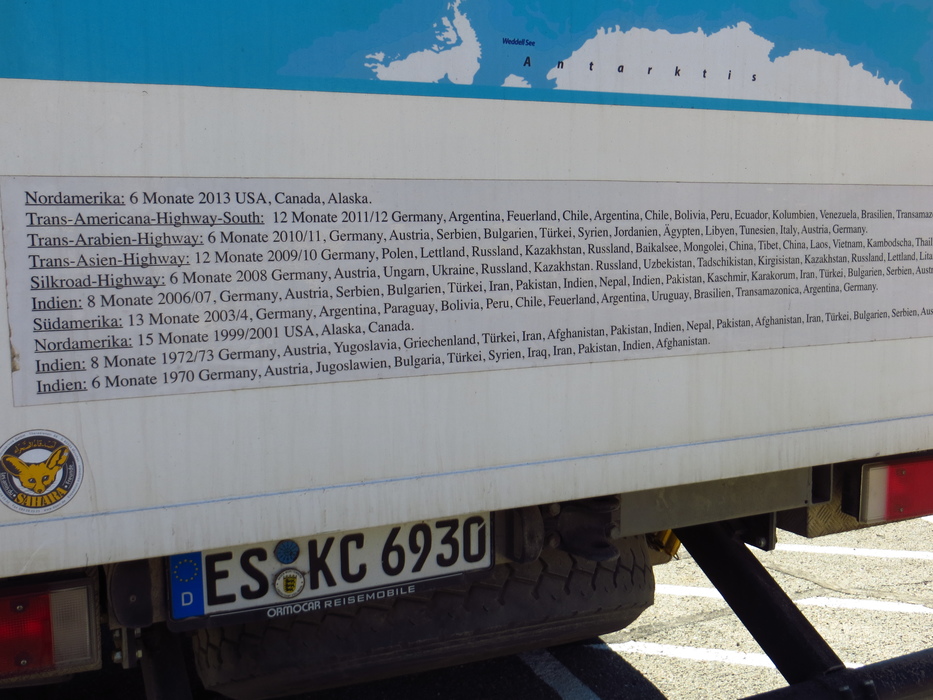 Weddell See
Antarktis
Nordamerika: 6 Monate 2013 USA, Canada, Alaska.
Trans-Americana-Highway-South: 12 Monate 2011/12 Germany, Argentina, Feuerland, Chile, Argentina, Chile, Bolivia, Peru, Ecuador, Kolumbien, Venezuela, Brasilien, Transamaz
Trans-Arabien-Highway: 6 Monate 2010/11, Germany, Austria, Serbien, Bulgarien, Türkei, Syrien, Jordanien, Ägypten, Libyen, Tunesien, Italy, Austria, Germany.
Trans-Asien-Highway: 12 Monate 2009/10 Germany, Polen, Lettland, Russland, Kazakhstan, Russland, Baikalsee, Mongolei, China, Tibet, China, Laos, Vietnam, Kambodscha, Thail
Silkroad-Highway: 6 Monate 2008 Germany, Austria, Ungarn, Ukraine, Russland, Kazakhstan. Russland, Uzbekistan, Tadschikistan, Kirgisistan, Kazakhstan, Russland, Lettland, Lita
Indien: 8 Monate 2006/07, Germany, Austria, Serbien, Bulgarien, Türkei, Iran, Pakistan, Indien, Nepal, Indien, Pakistan, Kaschmir, Karakorum, Iran, Türkei, Bulgarien, Serbien, Austr
Südamerika: 13 Monate 2003/4, Germany, Argentina, Paraguay, Bolivia, Peru, Chile, Feuerland, Argentina, Uruguay, Brasilien, Transamazonica, Argentina, Germany.
Nordamerika: 15 Monate 1999/2001 USA, Alaska, Canada.
Indien: 8 Monate 1972/73 Germany, Austria, Yugoslavia, Griechenland, Türkei, Iran, Afghanistan, Pakistan, Indien, Nepal, Pakistan, Afghanistan, Iran, Türkei, Bulgarien, Serbien, Aus
Indien: 6 Monate 1970 Germany, Austria, Jugoslawien, Bulgaria, Türkei, Syrien, Iraq, Iran, Pakistan, Indien, Afghanistan.
SAHARA
D ES KC 6930
ORMOCAR REISEMOBILE